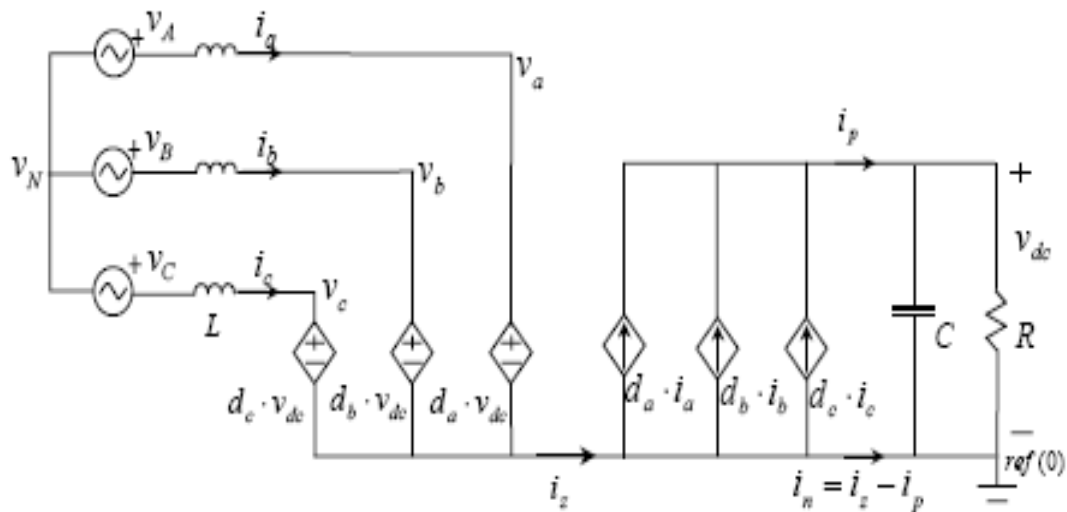 v_A
i_a
v_a
v_N
v_B
i_b
v_b
v_C
i_c
v_c
L
d_c · v_dc
d_b · v_dc
d_a · v_dc
i_z
i_p
+
v_dc
C
R
d_a · i_a
d_b · i_b
d_c · i_c
i_n = i_z − i_p
−
ref(0)